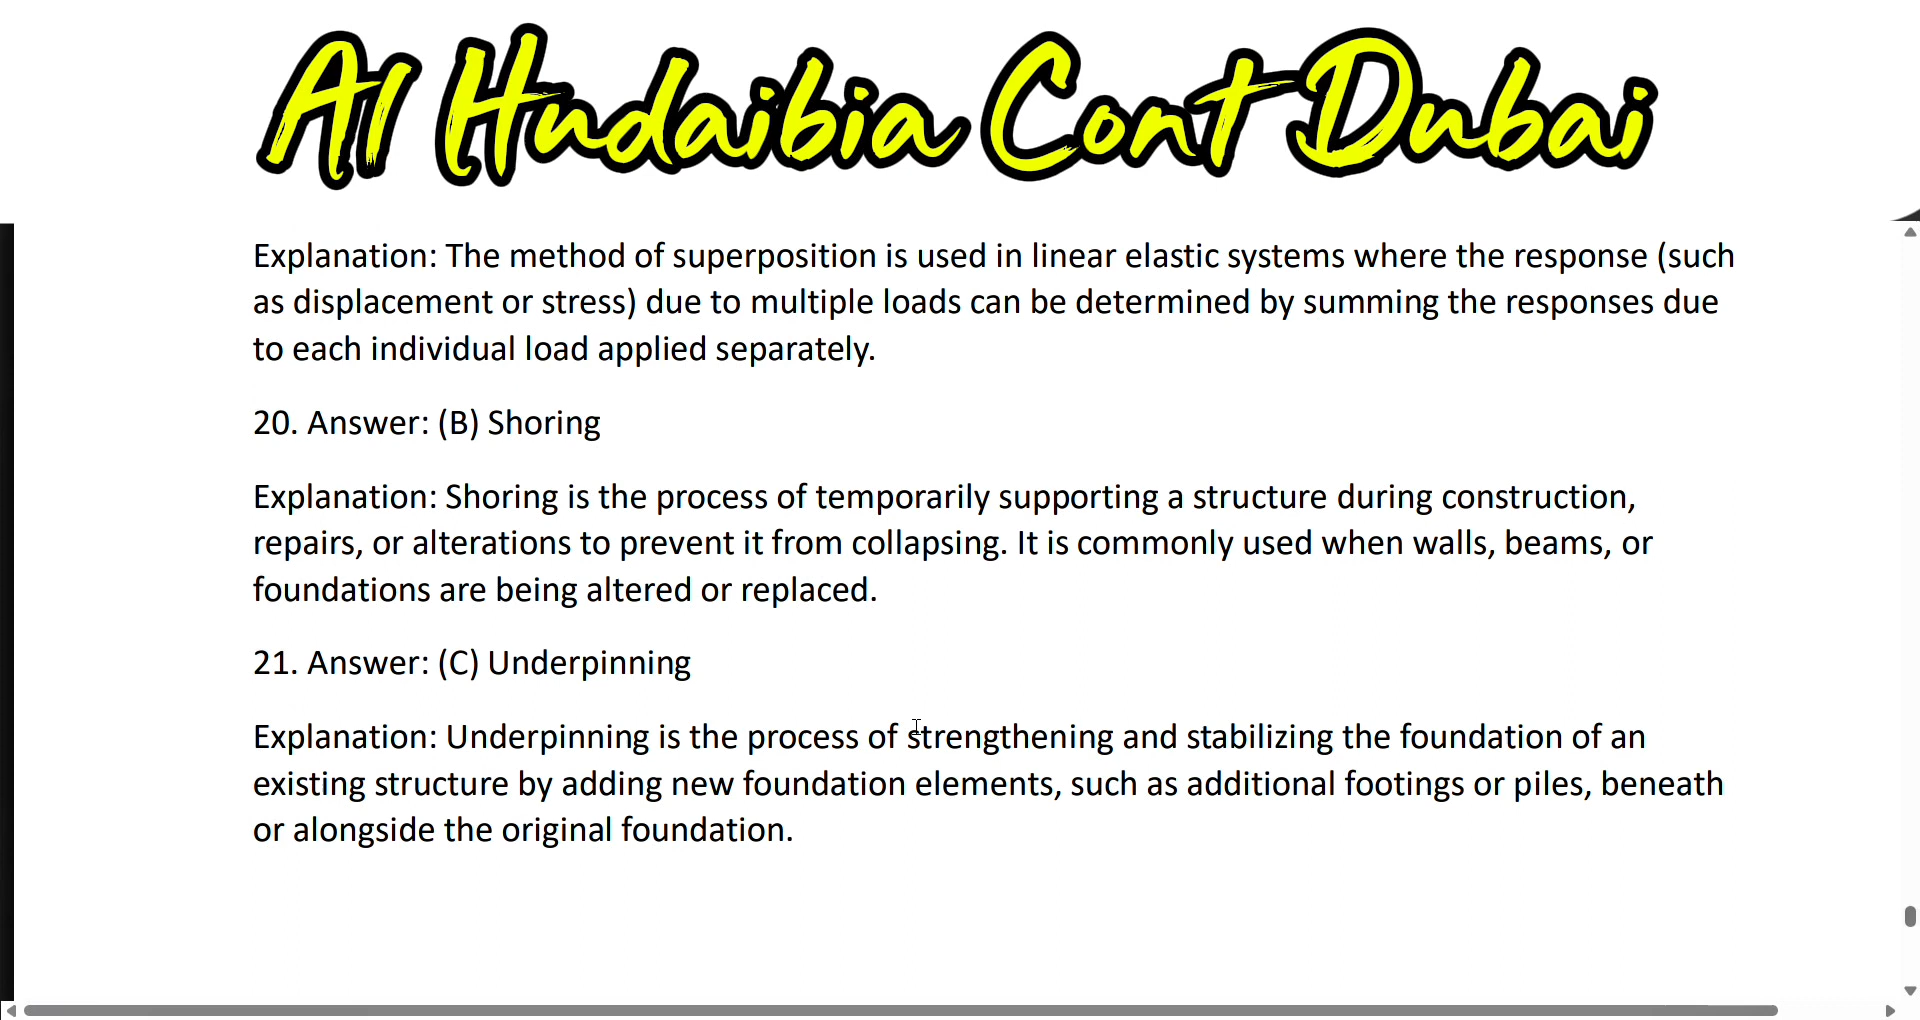 Al Hudaibia Cont Dubai
Explanation: The method of superposition is used in linear elastic systems where the response (such
as displacement or stress) due to multiple loads can be determined by summing the responses due
to each individual load applied separately.
20. Answer: (B) Shoring
Explanation: Shoring is the process of temporarily supporting a structure during construction,
repairs, or alterations to prevent it from collapsing. It is commonly used when walls, beams, or
foundations are being altered or replaced.
21. Answer: (C) Underpinning
Explanation: Underpinning is the process of strengthening and stabilizing the foundation of an
existing structure by adding new foundation elements, such as additional footings or piles, beneath
or alongside the original foundation.